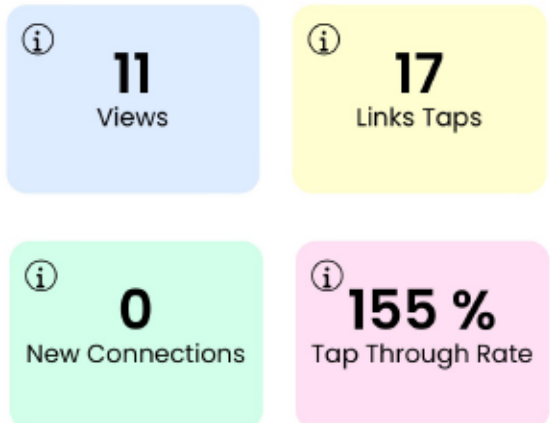 11
Views
17
Links Taps
0
New Connections
155 %
Tap Through Rate